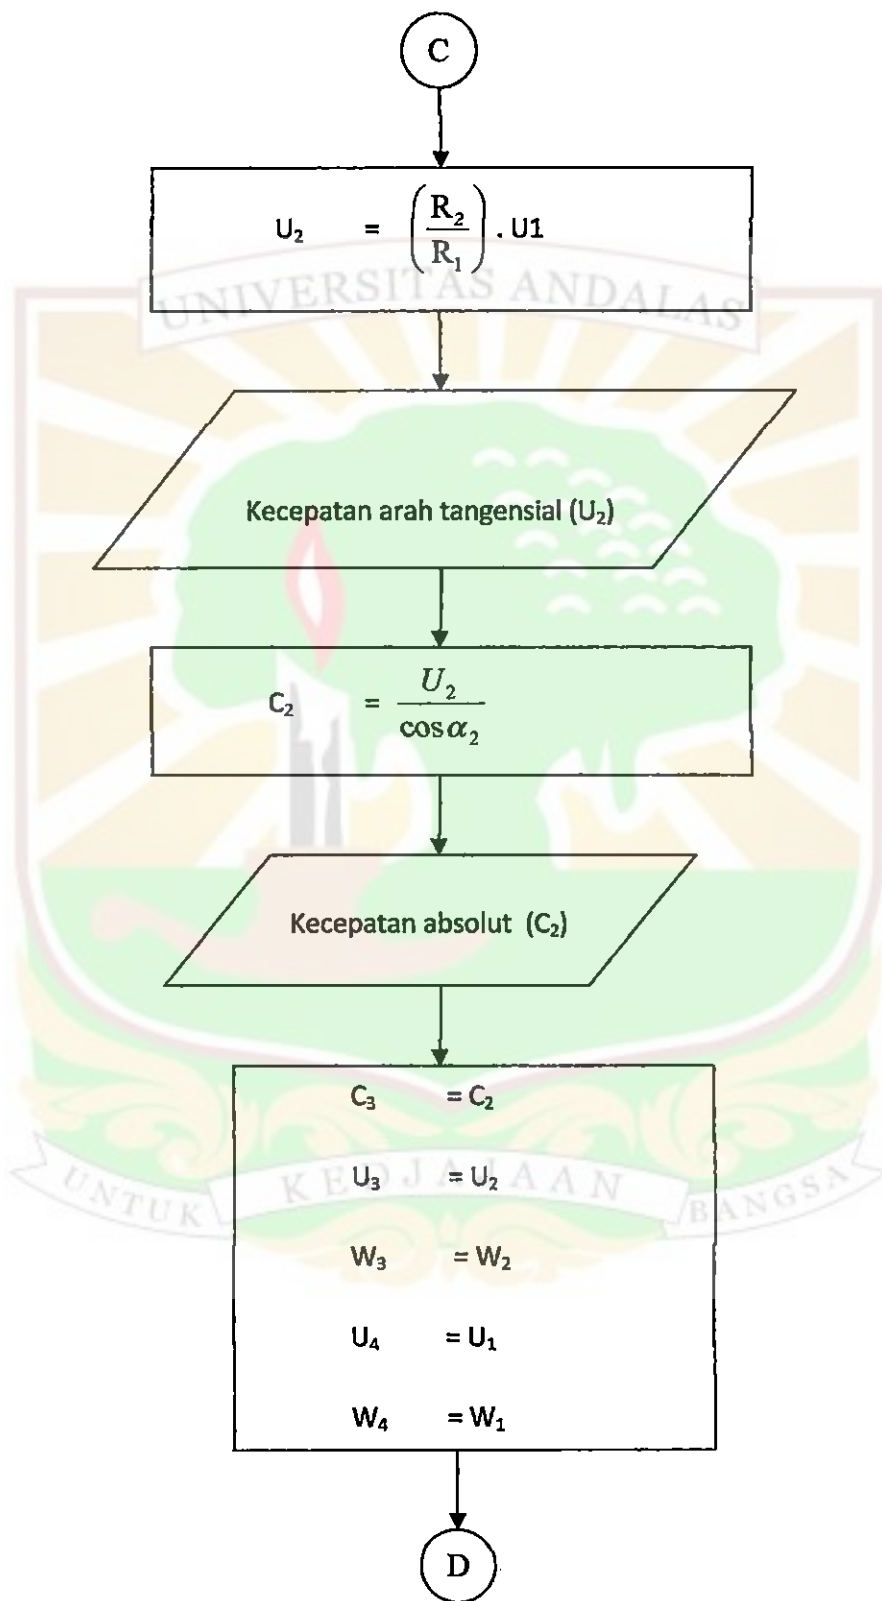 C
U₂ = (R₂/R₁) . U1
UNIVERSITAS ANDALAS
Kecepatan arah tangensial (U₂)
C₂ = U₂/cos α₂
Kecepatan absolut (C₂)
C₃ = C₂
U₃ = U₂
UNTUK KEDJAJAAN BANGSA
W₃ = W₂
U₄ = U₁
W₄ = W₁
D